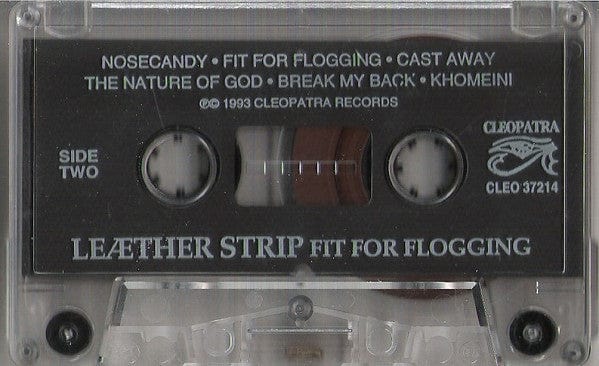 NOSECANDY • FIT FOR FLOGGING • CAST AWAY
THE NATURE OF GOD • BREAK MY BACK • KHOMEINI
℗© 1993 CLEOPATRA RECORDS
SIDE
TWO
CLEOPATRA
CLEO 37214
LEÆTHER STRIP FIT FOR FLOGGING